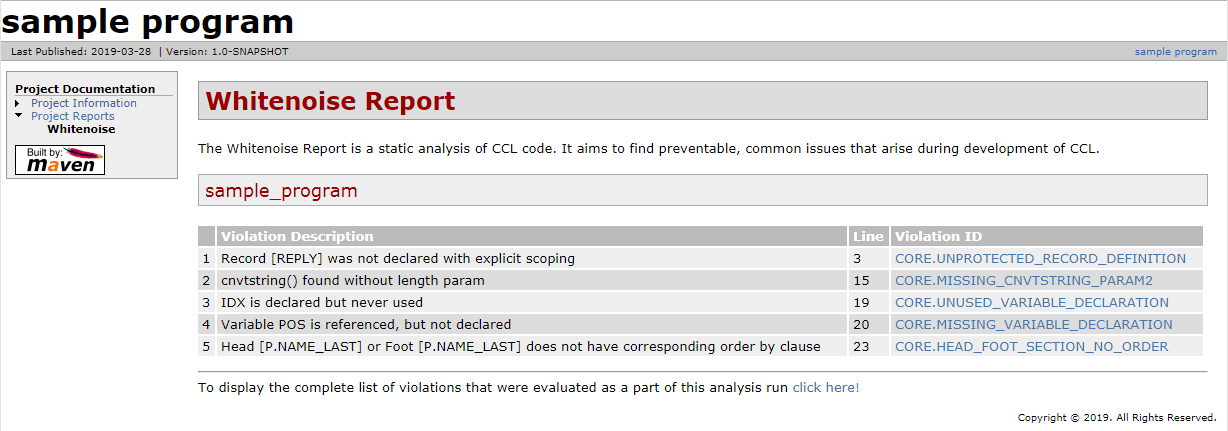 sample program
Last Published: 2019-03-28 | Version: 1.0-SNAPSHOT sample program
Project Documentation
Project Information
Project Reports
Whitenoise
Built by:
maven
Whitenoise Report
The Whitenoise Report is a static analysis of CCL code. It aims to find preventable, common issues that arise during development of CCL.
sample_program
Violation Description Line Violation ID
1 Record [REPLY] was not declared with explicit scoping 3 CORE.UNPROTECTED_RECORD_DEFINITION
2 cnvtstring() found without length param 15 CORE.MISSING_CNVTSTRING_PARAM2
3 IDX is declared but never used 19 CORE.UNUSED_VARIABLE_DECLARATION
4 Variable POS is referenced, but not declared 20 CORE.MISSING_VARIABLE_DECLARATION
5 Head [P.NAME_LAST] or Foot [P.NAME_LAST] does not have corresponding order by clause 23 CORE.HEAD_FOOT_SECTION_NO_ORDER
To display the complete list of violations that were evaluated as a part of this analysis run click here!
Copyright © 2019. All Rights Reserved.